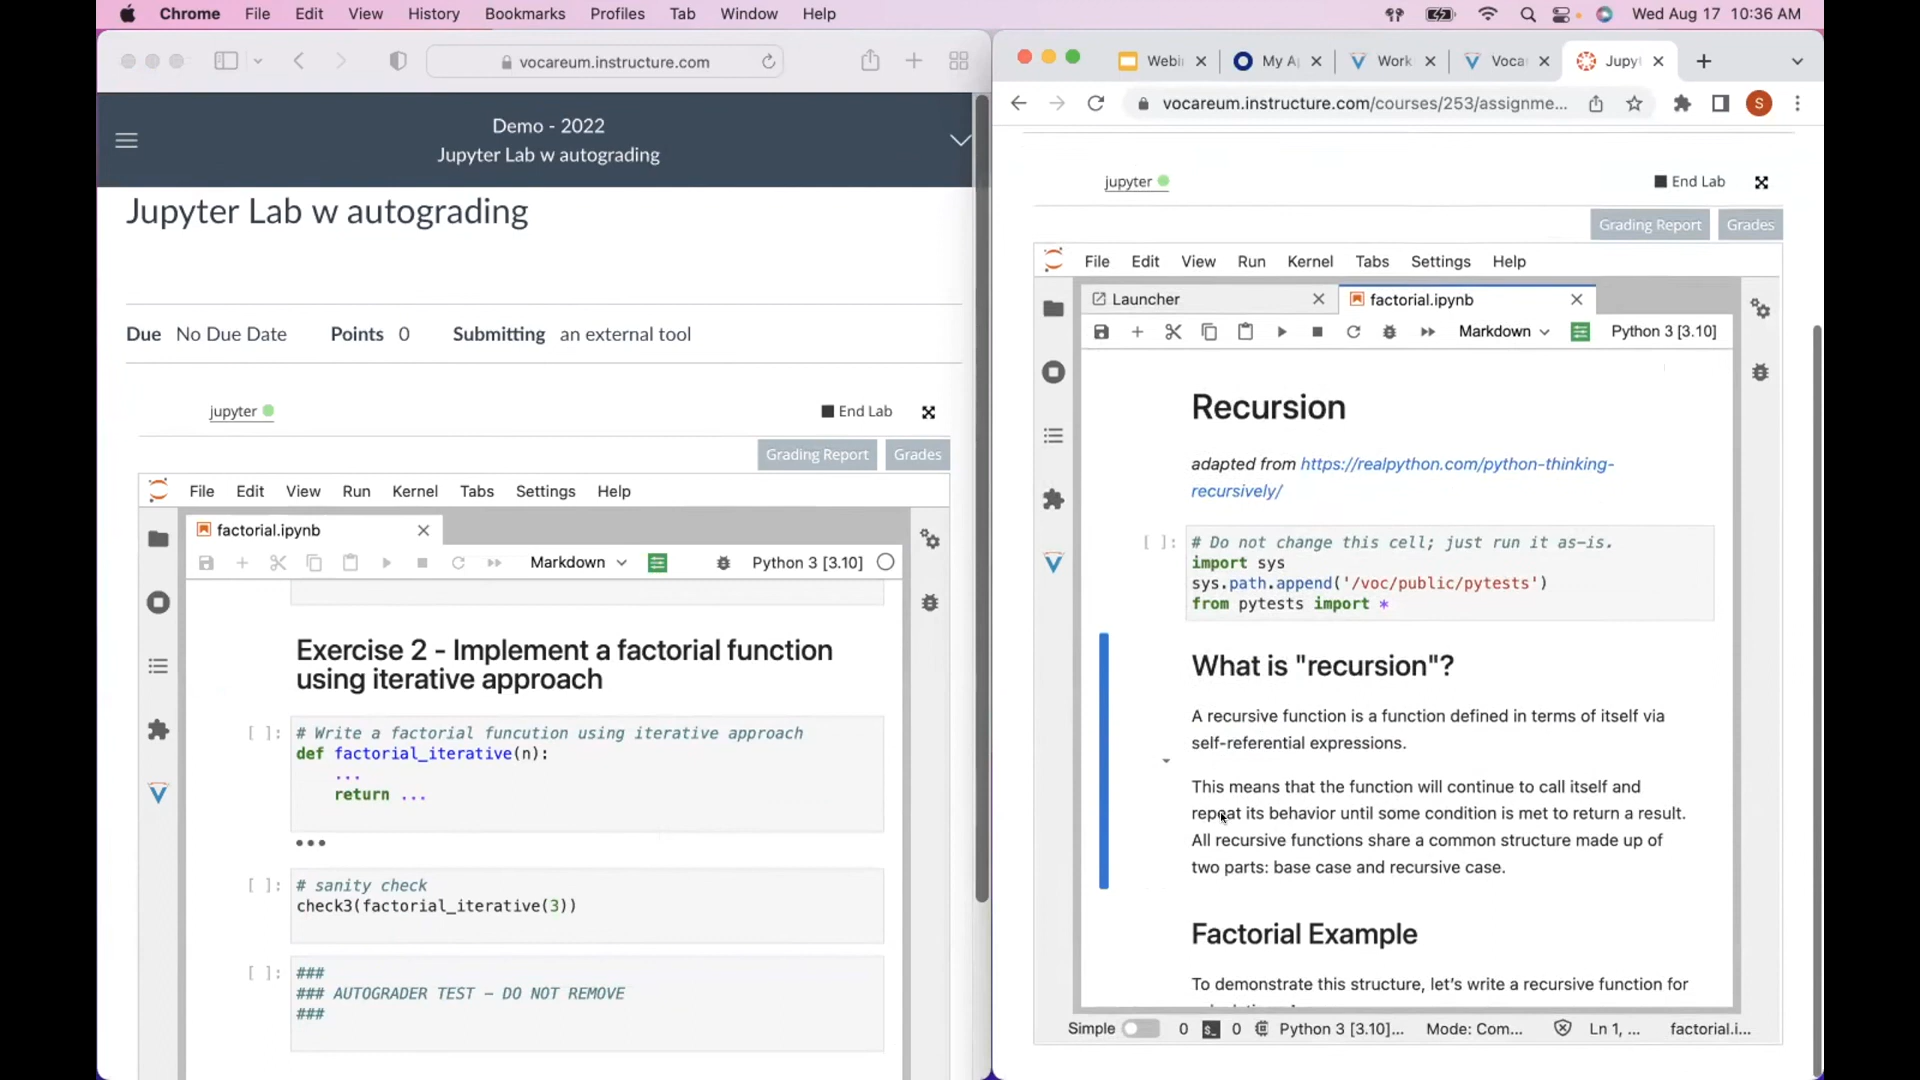 Chrome File Edit View History Bookmarks Profiles Tab Window Help
Wed Aug 17 10:36 AM
vocareum.instructure.com
Demo - 2022
Jupyter Lab w autograding
Jupyter Lab w autograding
Due No Due Date Points 0 Submitting an external tool
jupyter End Lab
Grading Report Grades
File Edit View Run Kernel Tabs Settings Help
factorial.ipynb
Markdown Python 3 [3.10]
Exercise 2 - Implement a factorial function
using iterative approach
[ ]: # Write a factorial funcution using iterative approach
def factorial_iterative(n):
...
return ...
•••
[ ]: # sanity check
check3(factorial_iterative(3))
[ ]: ###
### AUTOGRADER TEST - DO NOT REMOVE
###
Webi My A Work Voca Jupyt
vocareum.instructure.com/courses/253/assignme... S
jupyter End Lab
Grading Report Grades
File Edit View Run Kernel Tabs Settings Help
Launcher factorial.ipynb
Markdown Python 3 [3.10]
Recursion
adapted from https://realpython.com/python-thinking-
recursively/
[ ]: # Do not change this cell; just run it as-is.
import sys
sys.path.append('/voc/public/pytests')
from pytests import *
What is "recursion"?
A recursive function is a function defined in terms of itself via
self-referential expressions.
This means that the function will continue to call itself and
repeat its behavior until some condition is met to return a result.
All recursive functions share a common structure made up of
two parts: base case and recursive case.
Factorial Example
To demonstrate this structure, let's write a recursive function for
Simple 0 0 Python 3 [3.10]... Mode: Com... Ln 1, ... factorial.i...